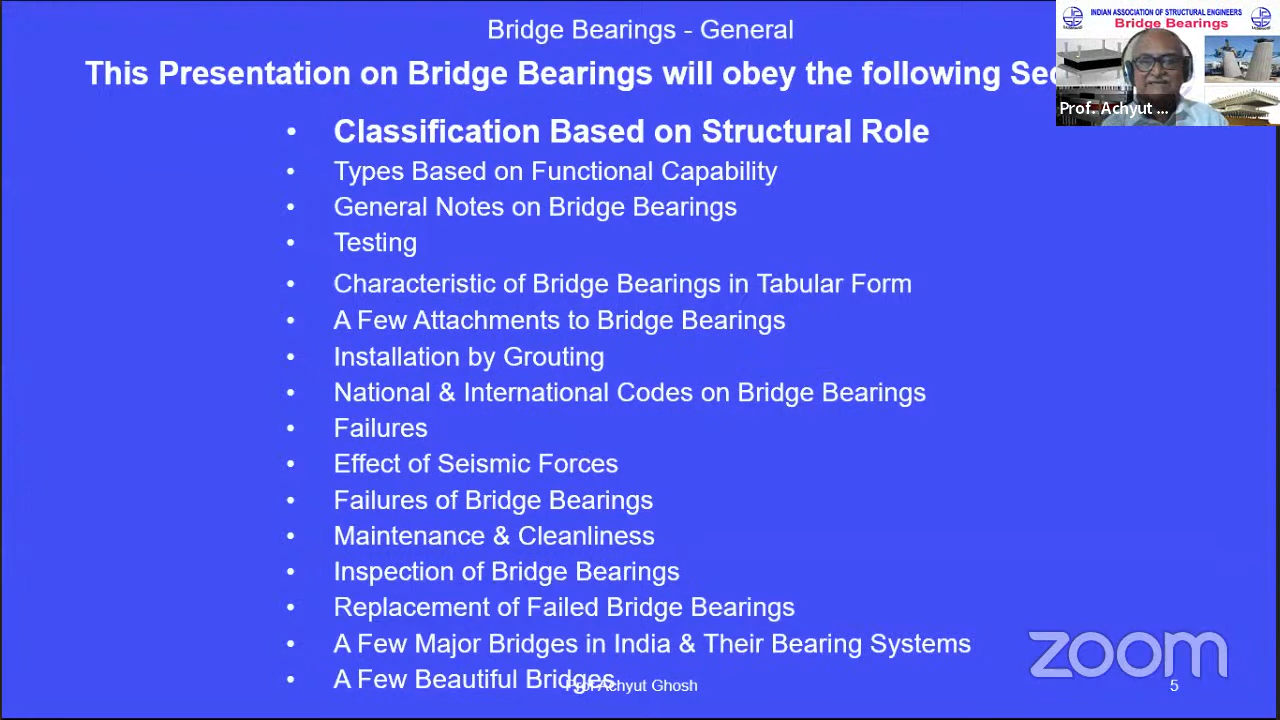 Bridge Bearings - General
This Presentation on Bridge Bearings will obey the following Se
INDIAN ASSOCIATION OF STRUCTURAL ENGINEERS
Bridge Bearings
Prof. Achyut ...
• Classification Based on Structural Role
• Types Based on Functional Capability
• General Notes on Bridge Bearings
• Testing
• Characteristic of Bridge Bearings in Tabular Form
• A Few Attachments to Bridge Bearings
• Installation by Grouting
• National & International Codes on Bridge Bearings
• Failures
• Effect of Seismic Forces
• Failures of Bridge Bearings
• Maintenance & Cleanliness
• Inspection of Bridge Bearings
• Replacement of Failed Bridge Bearings
• A Few Major Bridges in India & Their Bearing Systems
• A Few Beautiful Bridges
Prof Achyut Ghosh
5
zoom